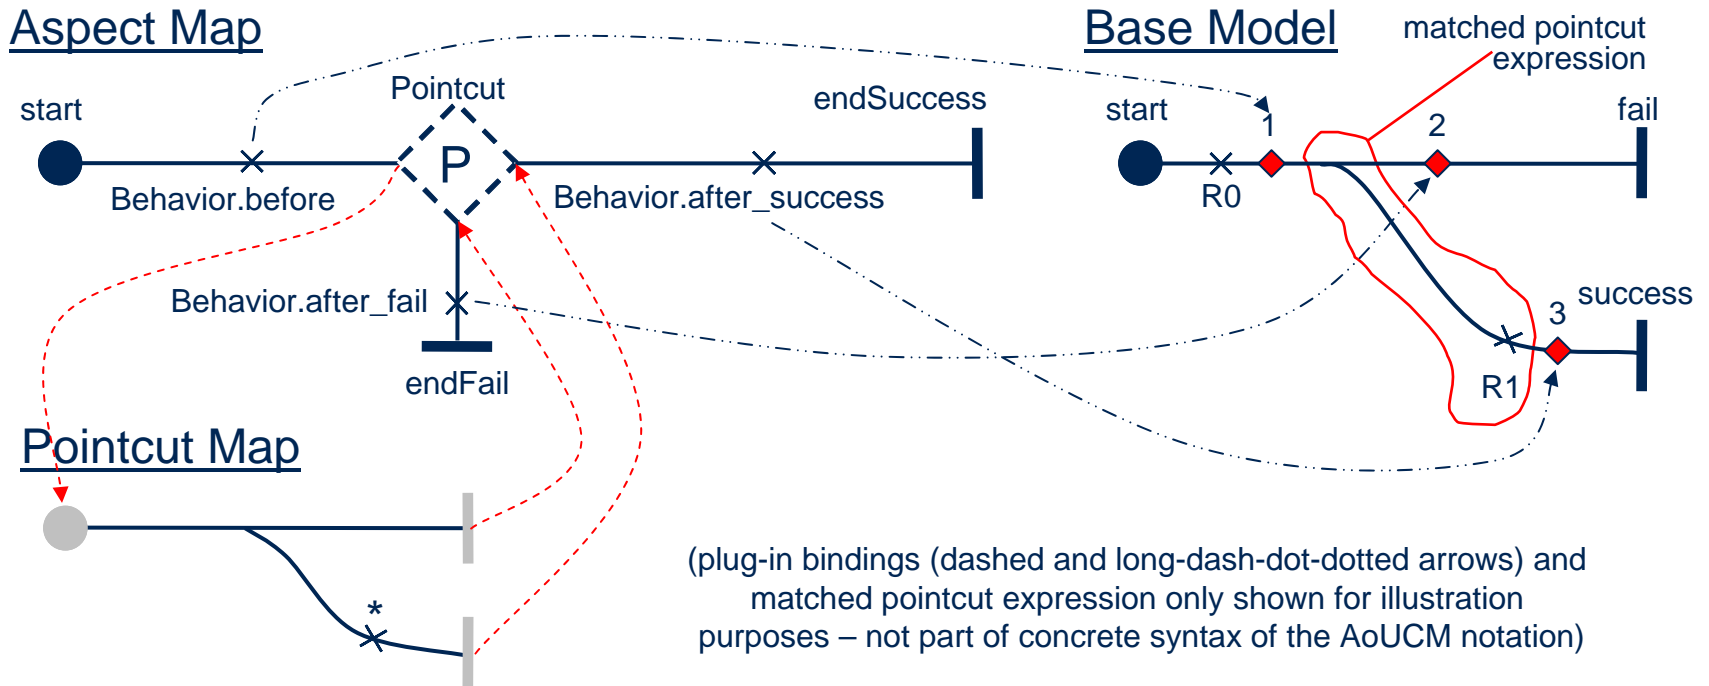 Aspect Map
Base Model
matched pointcut
expression
start
Pointcut
endSuccess
start
1
2
fail
P
Behavior.before
Behavior.after_success
R0
Behavior.after_fail
success
3
endFail
R1
Pointcut Map
*
(plug-in bindings (dashed and long-dash-dot-dotted arrows) and
matched pointcut expression only shown for illustration
purposes – not part of concrete syntax of the AoUCM notation)